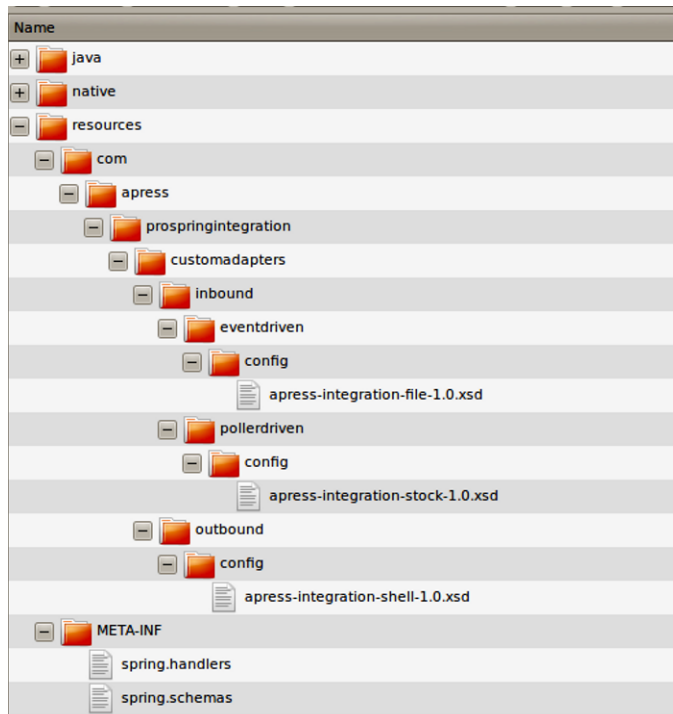 Name
java
native
resources
com
apress
prospringintegration
customadapters
inbound
eventdriven
config
apress-integration-file-1.0.xsd
pollerdriven
config
apress-integration-stock-1.0.xsd
outbound
config
apress-integration-shell-1.0.xsd
META-INF
spring.handlers
spring.schemas